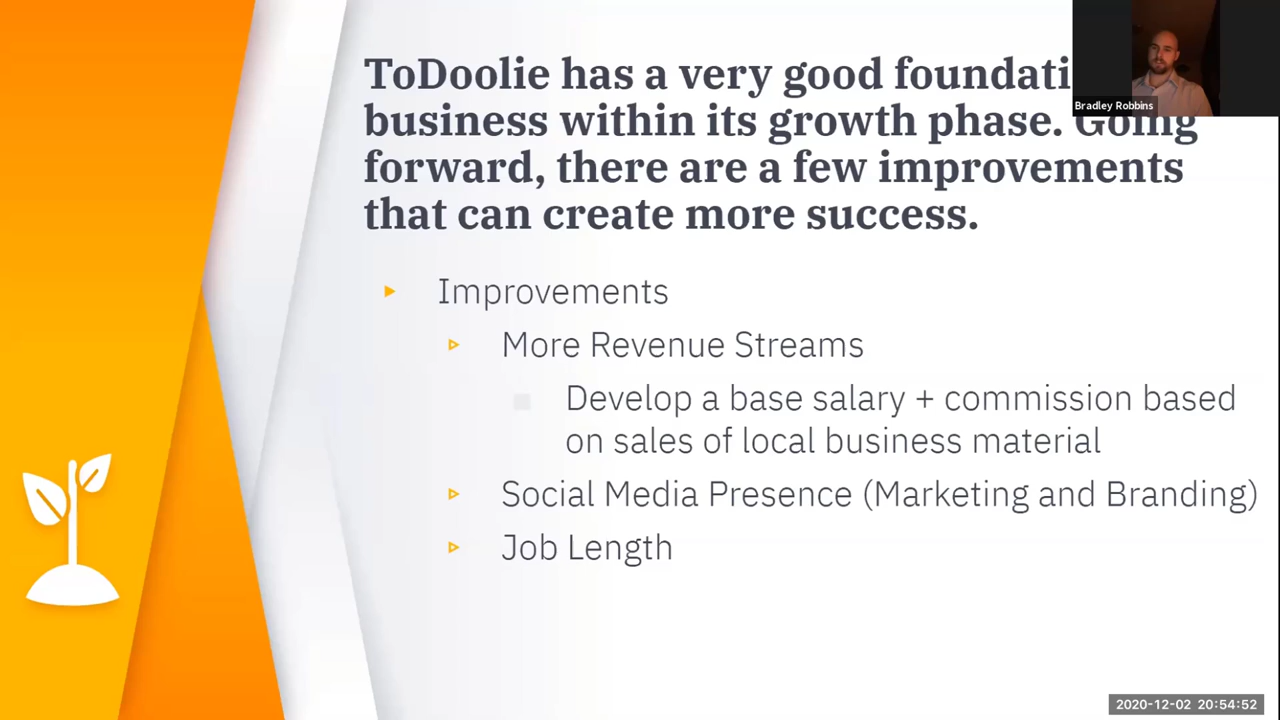 ToDoolie has a very good foundati
business within its growth phase. Going
forward, there are a few improvements
that can create more success.
Bradley Robbins
Improvements
More Revenue Streams
Develop a base salary + commission based
on sales of local business material
Social Media Presence (Marketing and Branding)
Job Length
2020-12-02 20:54:52